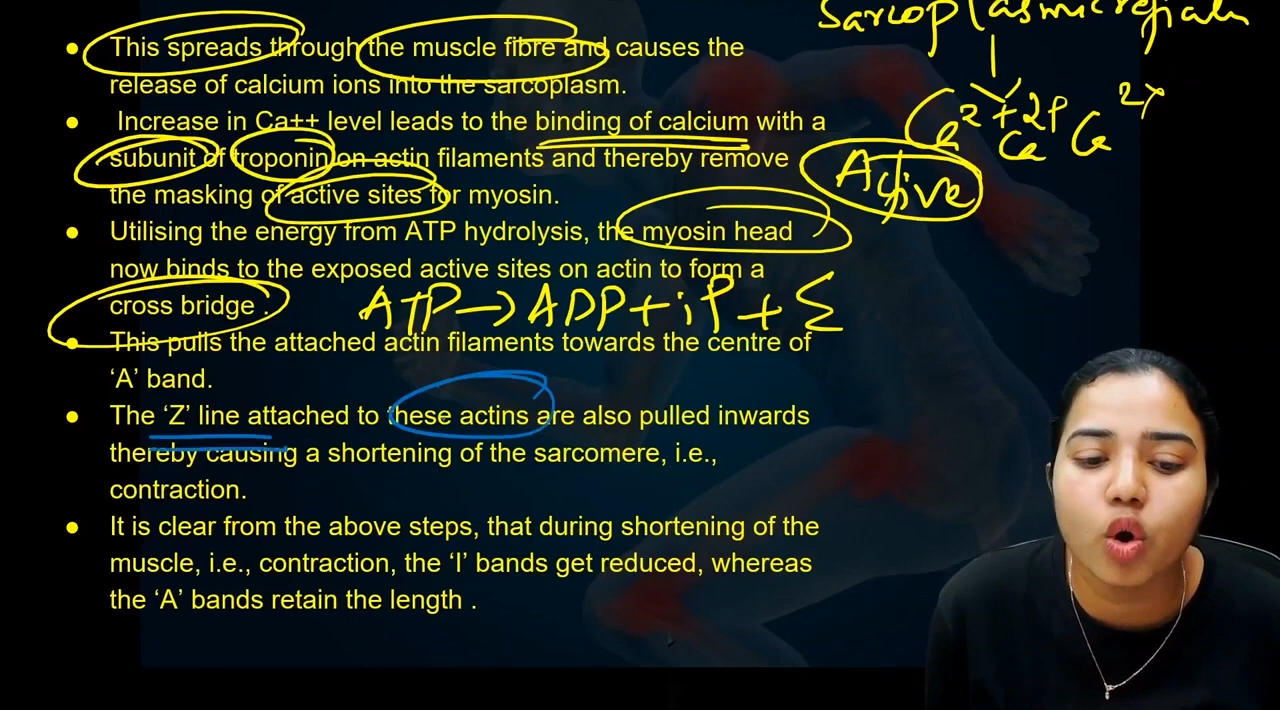 Sarcoplasmic
● This spreads through the muscle fibre and causes the
release of calcium ions into the sarcoplasm.
Ca2+ 2+ Ca Ca 2+
● Increase in Ca++ level leads to the binding of calcium with a
subunit of troponin on actin filaments and thereby remove
the masking of active sites for myosin.
Active
● Utilising the energy from ATP hydrolysis, the myosin head
now binds to the exposed active sites on actin to form a
cross bridge .
ATP → ADP + iP + Σ
● This pulls the attached actin filaments towards the centre of
‘A’ band.
● The ‘Z’ line attached to these actins are also pulled inwards
thereby causing a shortening of the sarcomere, i.e.,
contraction.
● It is clear from the above steps, that during shortening of the
muscle, i.e., contraction, the ‘I’ bands get reduced, whereas
the ‘A’ bands retain the length .